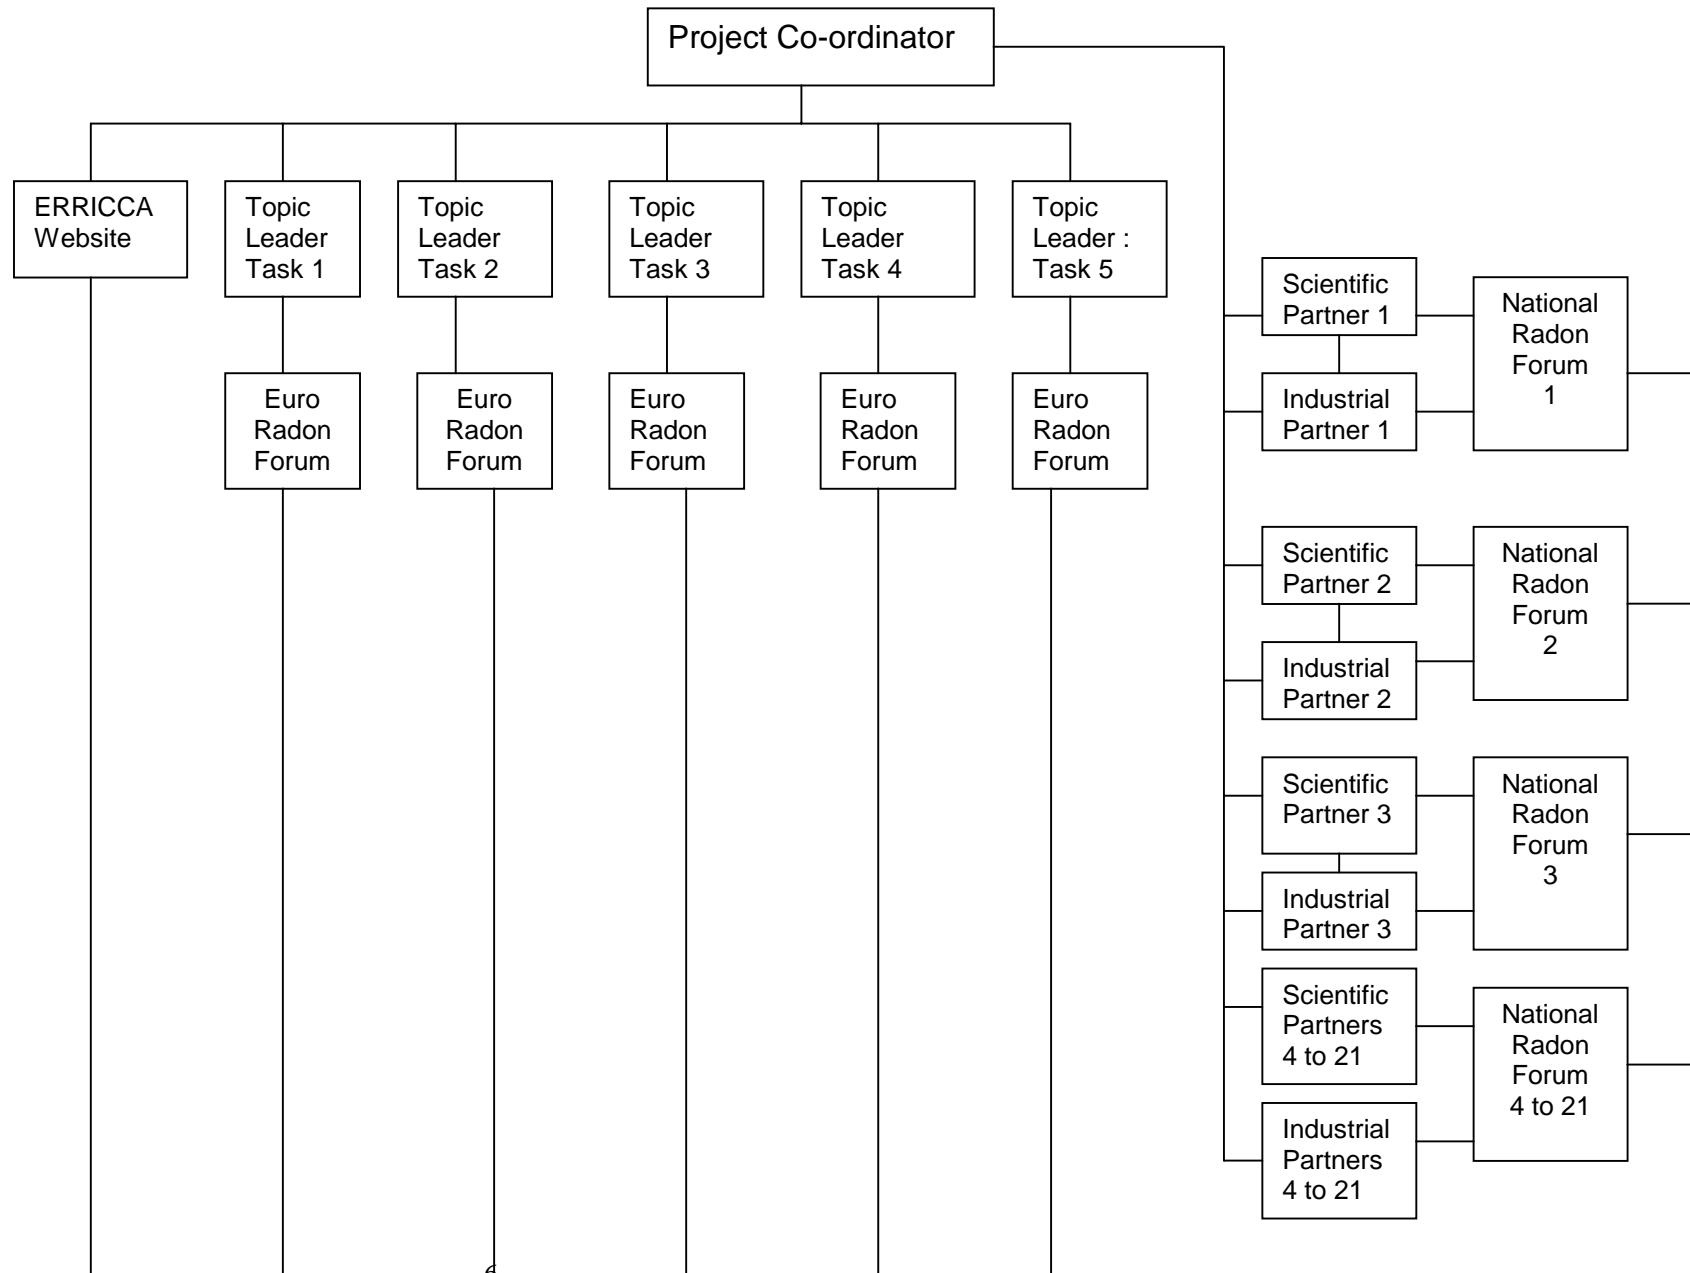 Project Co-ordinator
ERRICCA
Website
Topic
Leader
Task 1
Topic
Leader
Task 2
Topic
Leader
Task 3
Topic
Leader
Task 4
Topic
Leader :
Task 5
Euro
Radon
Forum
Euro
Radon
Forum
Euro
Radon
Forum
Euro
Radon
Forum
Euro
Radon
Forum
Scientific
Partner 1
Industrial
Partner 1
National
Radon
Forum
1
Scientific
Partner 2
Industrial
Partner 2
National
Radon
Forum
2
Scientific
Partner 3
Industrial
Partner 3
National
Radon
Forum
3
Scientific
Partners
4 to 21
Industrial
Partners
4 to 21
National
Radon
Forum
4 to 21